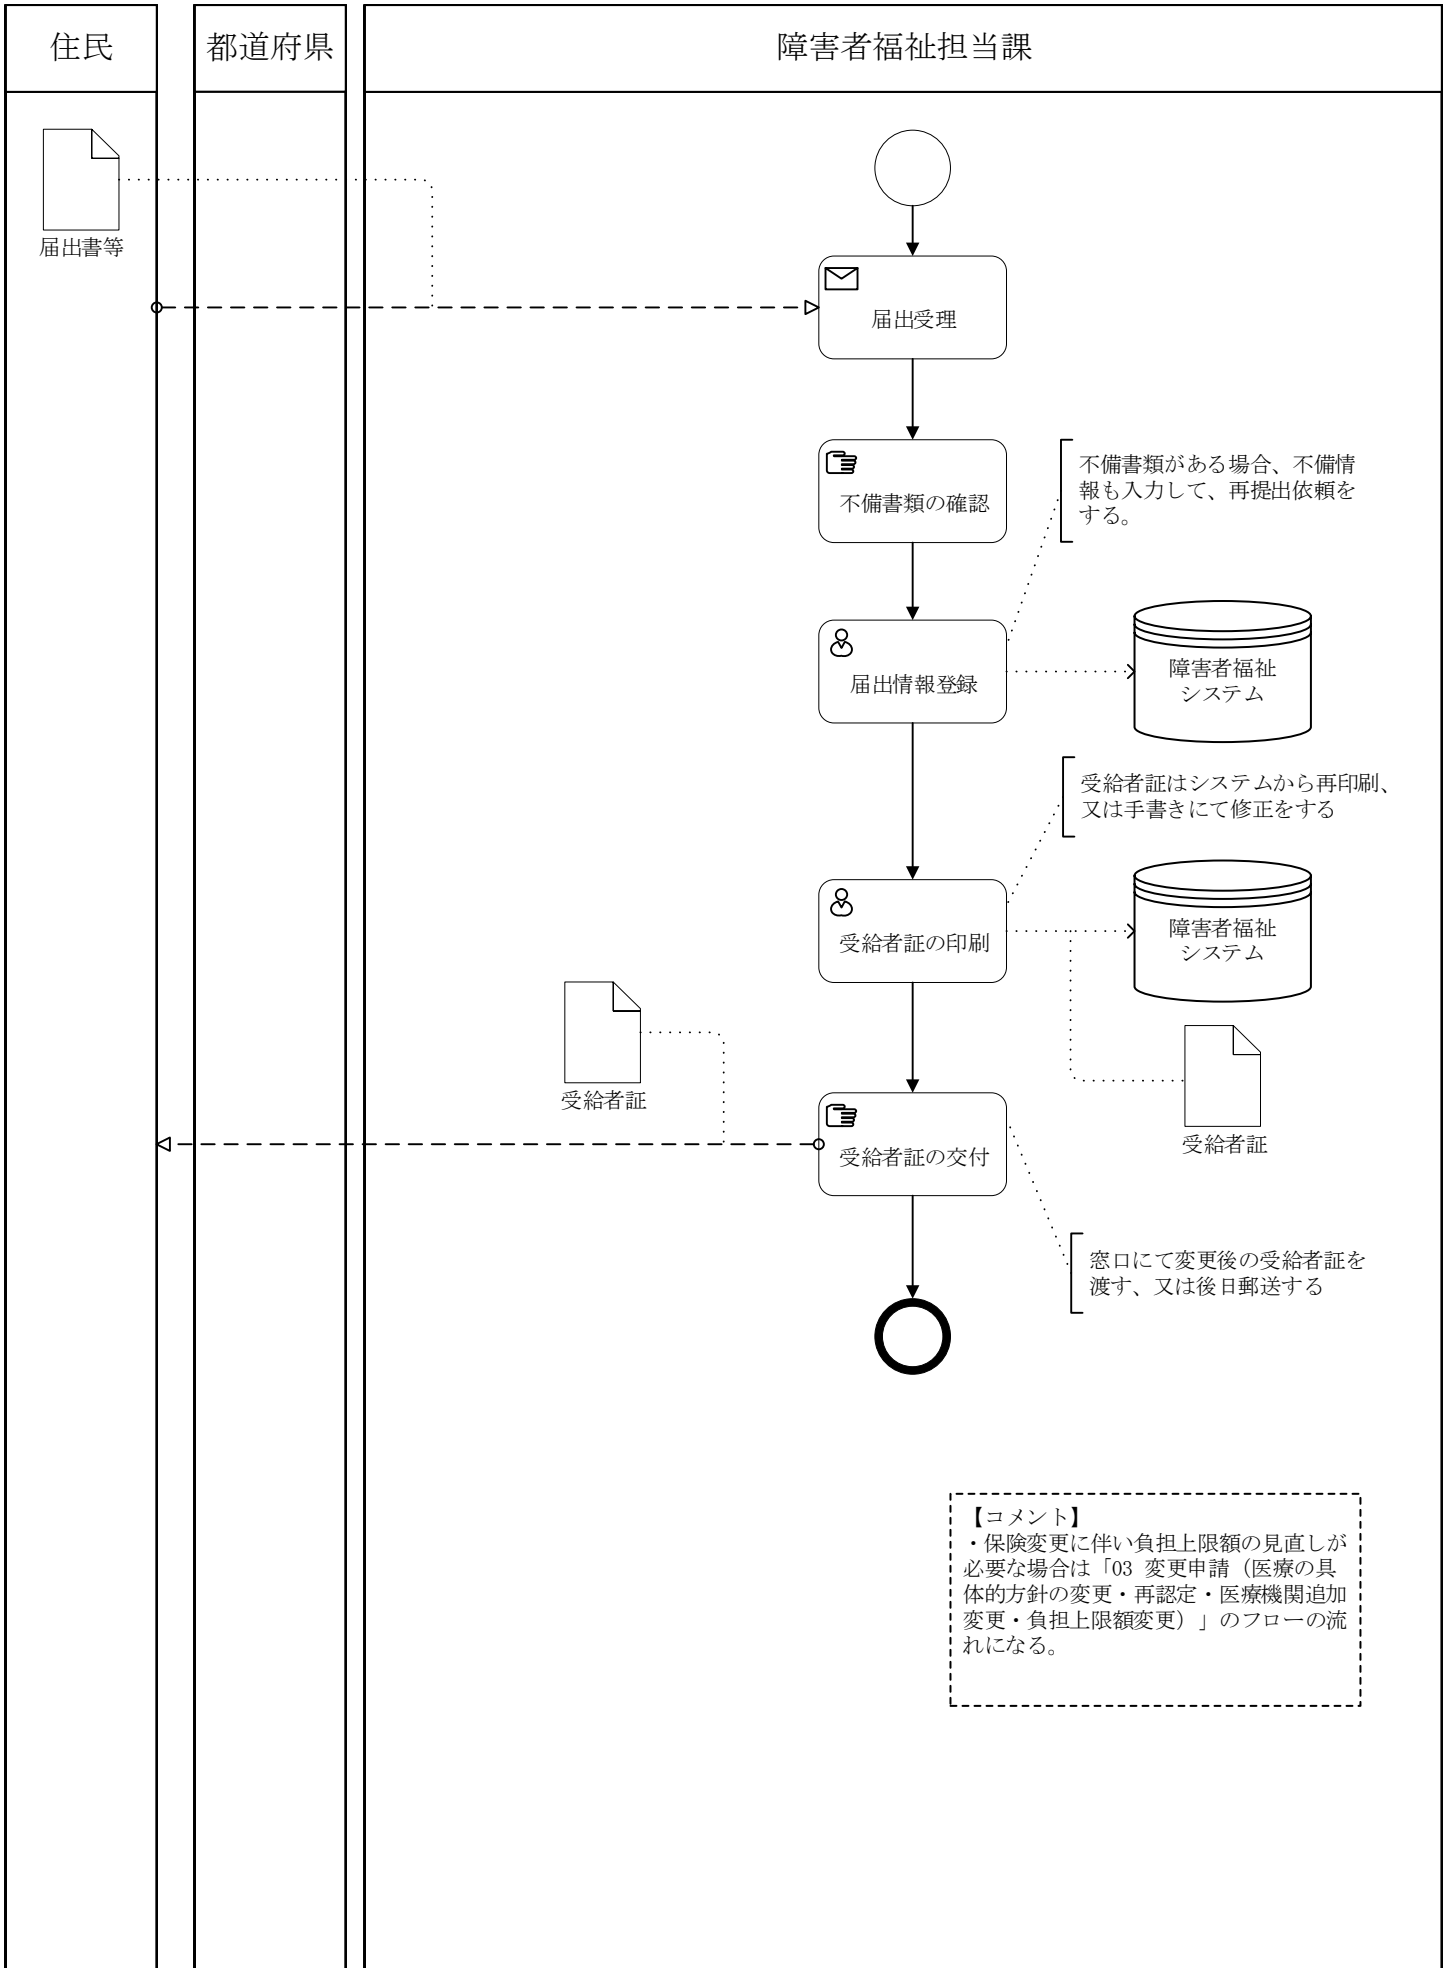 住民
都道府県
障害者福祉担当課
届出書等
届出受理
不備書類の確認
不備書類がある場合、不備情
報も入力して、再提出依頼を
する。
届出情報登録
障害者福祉
システム
受給者証はシステムから再印刷、
又は手書きにて修正をする
受給者証の印刷
障害者福祉
システム
受給者証
受給者証
受給者証の交付
窓口にて変更後の受給者証を
渡す、又は後日郵送する
【コメント】
・保険変更に伴い負担上限額の見直しが
必要な場合は「03 変更申請（医療の具
体的方針の変更・再認定・医療機関追加
変更・負担上限額変更）」のフローの流
れになる。